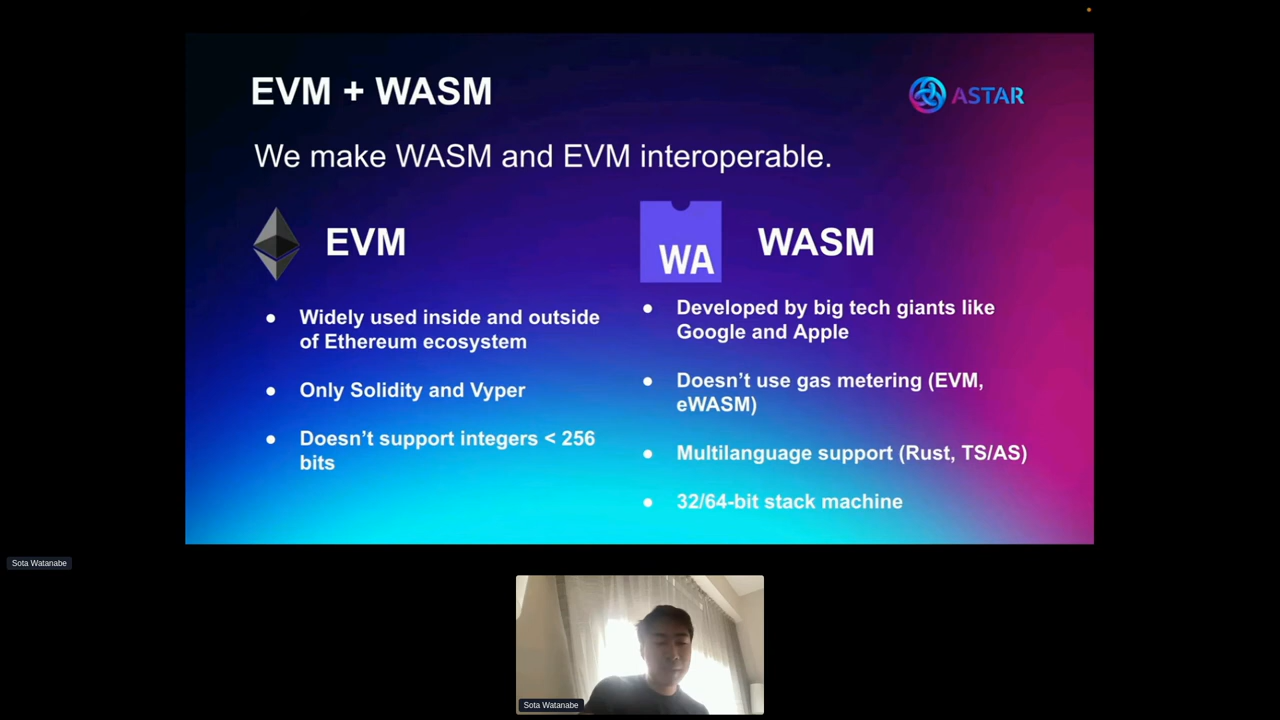 EVM + WASM
ASTAR
We make WASM and EVM interoperable.
EVM
● Widely used inside and outside
of Ethereum ecosystem
● Only Solidity and Vyper
● Doesn’t support integers < 256
bits
WA
WASM
● Developed by big tech giants like
Google and Apple
● Doesn’t use gas metering (EVM,
eWASM)
● Multilanguage support (Rust, TS/AS)
● 32/64-bit stack machine
Sota Watanabe
Sota Watanabe